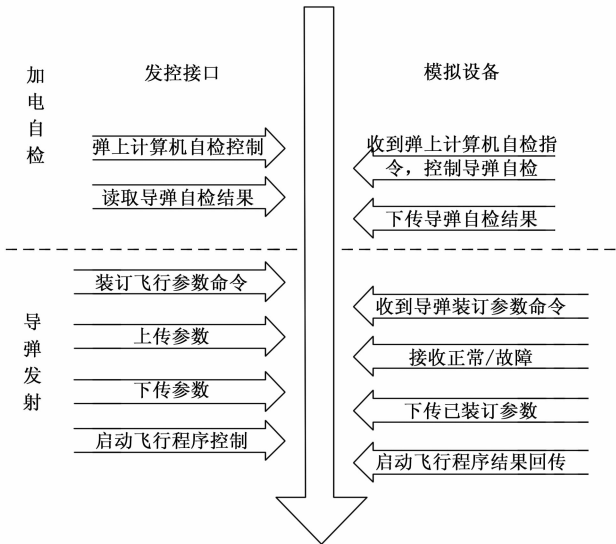 加电自检
发控接口
模拟设备
弹上计算机自检控制
收到弹上计算机自检指
令，控制导弹自检
读取导弹自检结果
下传导弹自检结果
导弹发射
装订飞行参数命令
收到导弹装订参数命令
上传参数
接收正常/故障
下传参数
下传已装订参数
启动飞行程序控制
启动飞行程序结果回传